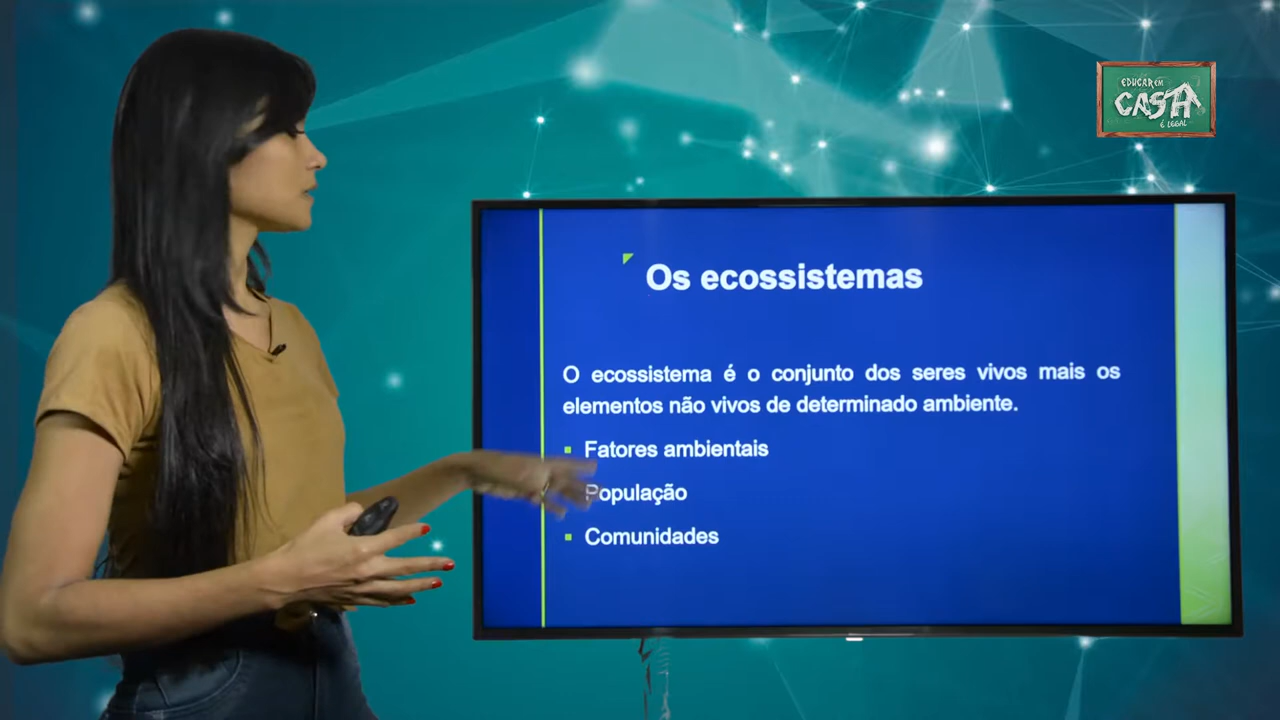 EDUCAR EM
CASA
É LEGAL
Os ecossistemas
O ecossistema é o conjunto dos seres vivos mais os
elementos não vivos de determinado ambiente.
Fatores ambientais
População
Comunidades